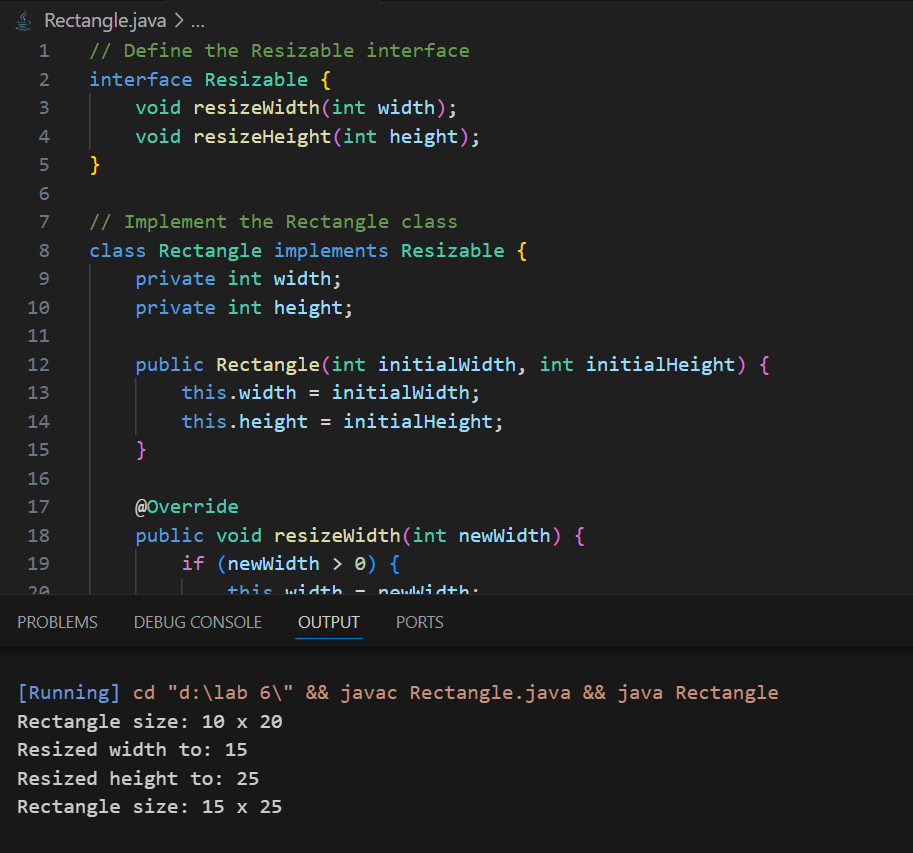 Rectangle.java > ...
1 // Define the Resizable interface
2 interface Resizable {
3     void resizeWidth(int width);
4     void resizeHeight(int height);
5 }
6
7 // Implement the Rectangle class
8 class Rectangle implements Resizable {
9     private int width;
10     private int height;
11
12     public Rectangle(int initialWidth, int initialHeight) {
13         this.width = initialWidth;
14         this.height = initialHeight;
15     }
16
17     @Override
18     public void resizeWidth(int newWidth) {
19         if (newWidth > 0) {
20             this.width = newWidth;
PROBLEMS DEBUG CONSOLE OUTPUT PORTS
[Running] cd "d:\lab 6\" && javac Rectangle.java && java Rectangle
Rectangle size: 10 x 20
Resized width to: 15
Resized height to: 25
Rectangle size: 15 x 25